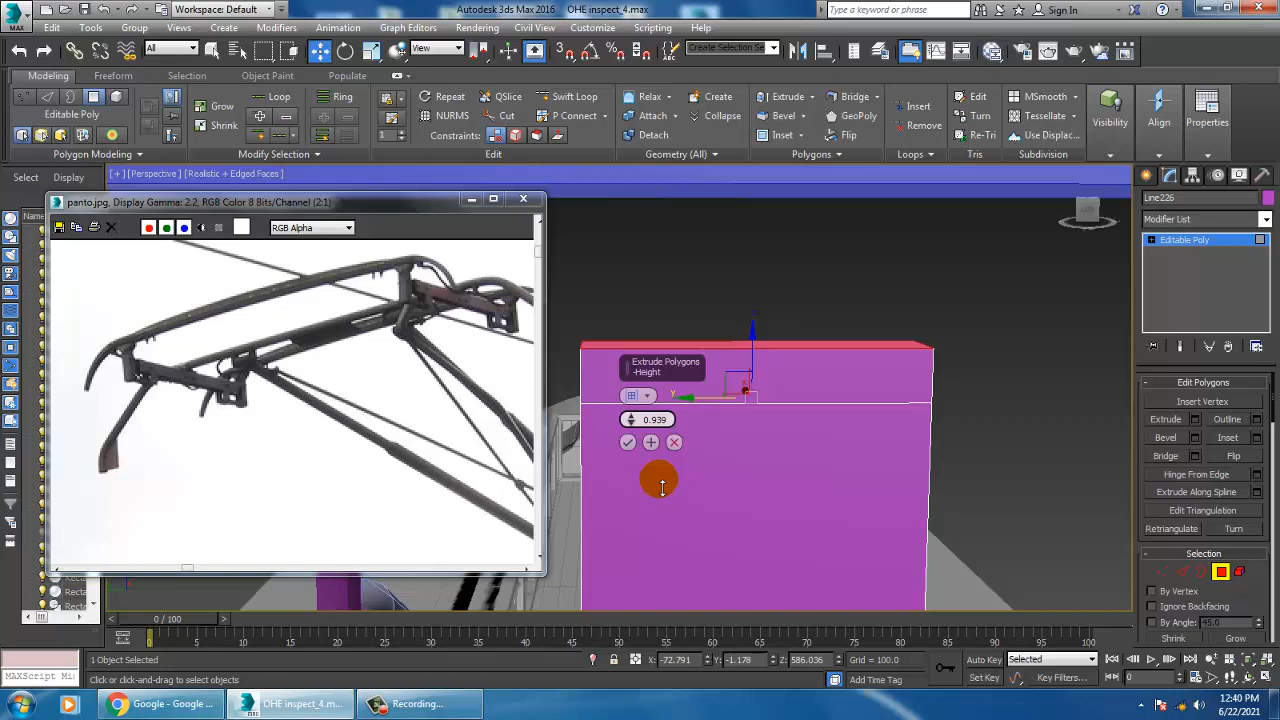 Workspace: Default
Autodesk 3ds Max 2016 OHE inspect_4.max
Type a keyword or phrase
Sign In
MAX
Edit Tools Group Views Create Modifiers Animation Graph Editors Rendering Civil View Customize Scripting Help
All
View
Create Selection Se
Modeling Freeform Selection Object Paint Populate
Grow Loop Ring Repeat QSlice Swift Loop Relax Create Extrude Bridge Insert Edit MSmooth
Editable Poly Shrink NURMS Cut P Connect Attach Collapse Bevel GeoPoly Remove Turn Tessellate Visibility Align Properties
1 Constraints: Detach Inset Flip Re-Tri Use Displac...
Polygon Modeling Modify Selection Edit Geometry (All) Polygons Loops Tris Subdivision
Select Display
[+] [Perspective] [Realistic + Edged Faces]
panto.jpg, Display Gamma: 2.2, RGB Color 8 Bits/Channel (2:1)
RGB Alpha
Extrude Polygons
-Height
0.939
Line226
Modifier List
Editable Poly
Edit Polygons
Insert Vertex
Extrude Outline
Bevel Inset
Bridge Flip
Hinge From Edge
Extrude Along Spline
Edit Triangulation
Retriangulate Turn
Selection
By Vertex
Ignore Backfacing
By Angle: 45.0
Shrink Grow
Recta
Recta
0 / 100
0 5 10 15 20 25 30 35 40 45 50 55 60 65 70 75 80 85 90 95 100
1 Object Selected
X: -72.791 Y: -1.178 Z: 586.036 Grid = 100.0
Auto Key Selected
MAXScript Mi
Click or click-and-drag to select objects
Add Time Tag
Set Key Key Filters... 0
Google - Google ...
OHE inspect_4.max ...
Recording...
12:40 PM
6/22/2021